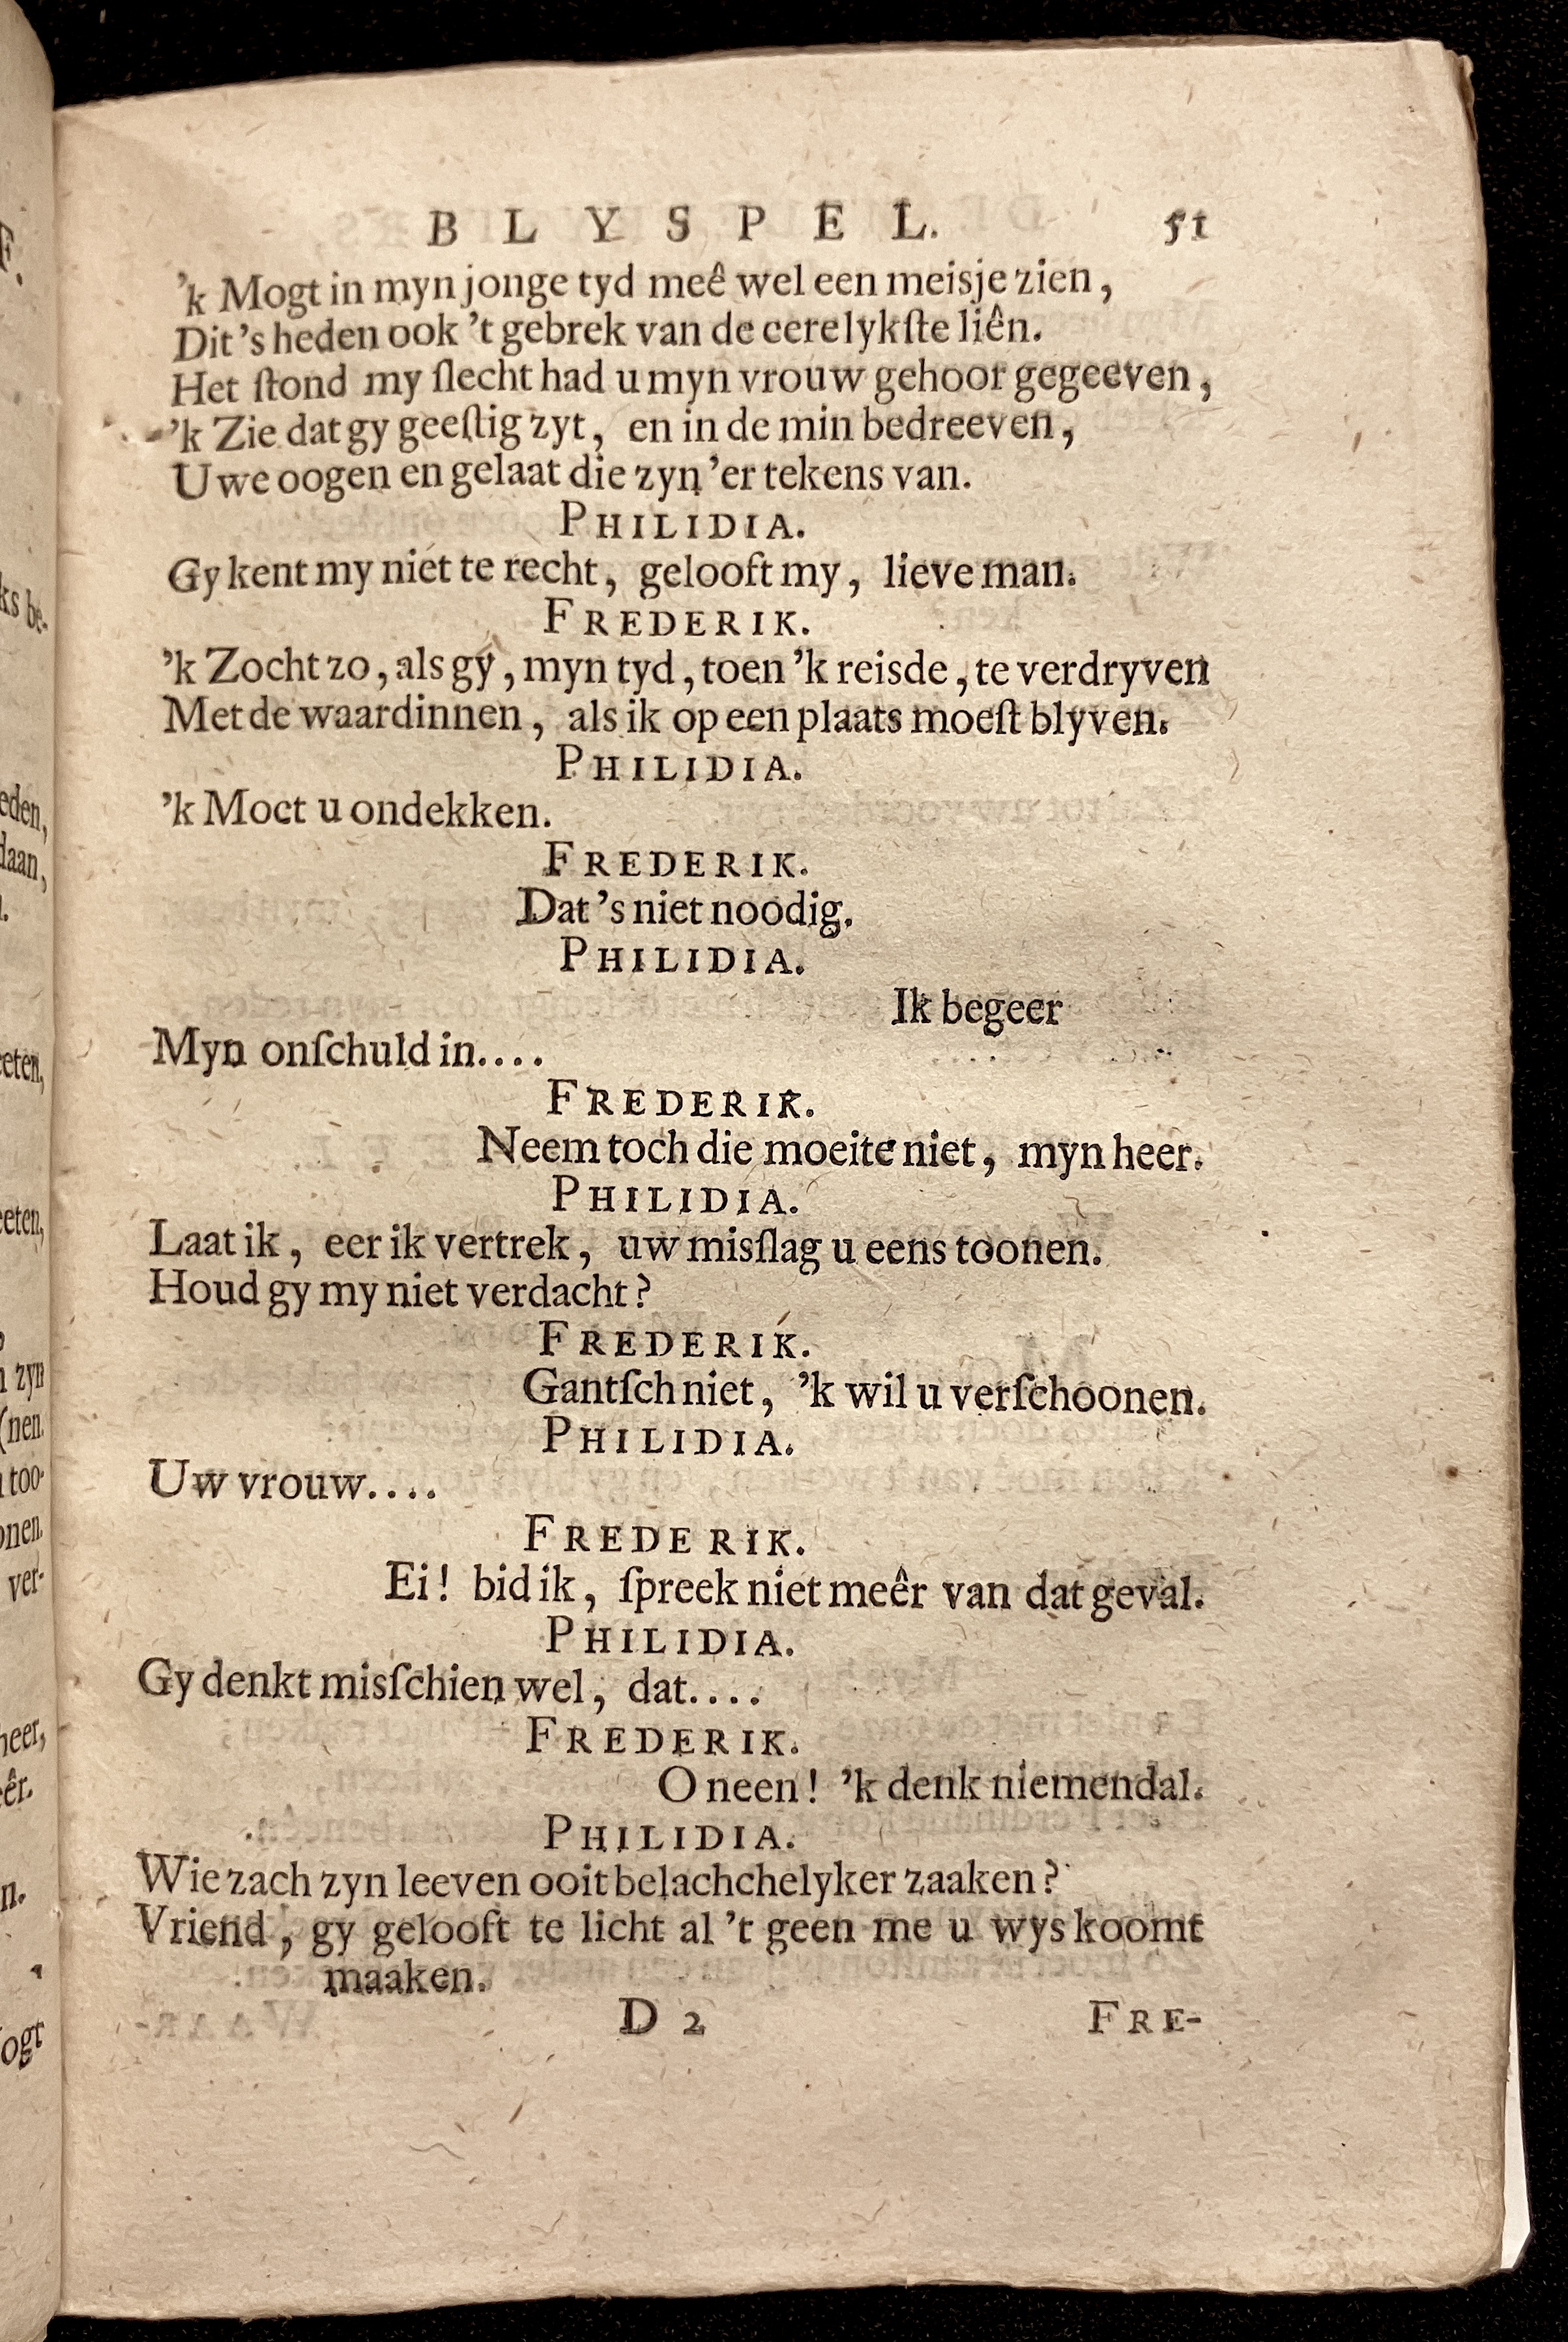 BLYSPEL. 51
'k Mogt in myn jonge tyd meê wel een meisje zien,
Dit 's heden ook 't gebrek van de eerelykſte liên.
Het ſtond my ſlecht had u myn vrouw gehoor gegeeven,
'k Zie dat gy geeſtig zyt, en in de min bedreeven,
Uwe oogen en gelaat die zyn 'er tekens van.
PHILIDIA.
Gy kent my niet te recht, gelooft my, lieve man.
FREDERIK.
'k Zocht zo, als gy, myn tyd, toen 'k reisde, te verdryven
Met de waardinnen, als ik op een plaats moeſt blyven.
PHILIDIA.
'k Moet u ondekken.
FREDERIK.
Dat 's niet noodig.
PHILIDIA.
Ik begeer
Myn onſchuld in....
FREDERIK.
Neem toch die moeite niet, myn heer.
PHILIDIA.
Laat ik, eer ik vertrek, uw misſlag u eens toonen.
Houd gy my niet verdacht?
FREDERIK.
Gantſch niet, 'k wil u verſchoonen.
PHILIDIA.
Uw vrouw....
FREDERIK.
Ei! bid ik, ſpreek niet meêr van dat geval.
PHILIDIA.
Gy denkt misſchien wel, dat....
FREDERIK.
O neen! 'k denk niemendal.
PHILIDIA.
Wie zach zyn leeven ooit belachchelyker zaaken?
Vriend, gy gelooft te licht al 't geen me u wys koomt
maaken.
D 2 FRE-